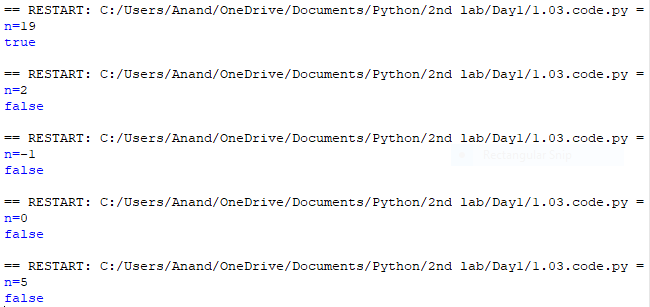 == RESTART: C:/Users/Anand/OneDrive/Documents/Python/2nd lab/Day1/1.03.code.py =
n=19
true
== RESTART: C:/Users/Anand/OneDrive/Documents/Python/2nd lab/Day1/1.03.code.py =
n=2
false
== RESTART: C:/Users/Anand/OneDrive/Documents/Python/2nd lab/Day1/1.03.code.py =
n=-1
false
Rectangular Snip
== RESTART: C:/Users/Anand/OneDrive/Documents/Python/2nd lab/Day1/1.03.code.py =
n=0
false
== RESTART: C:/Users/Anand/OneDrive/Documents/Python/2nd lab/Day1/1.03.code.py =
n=5
false